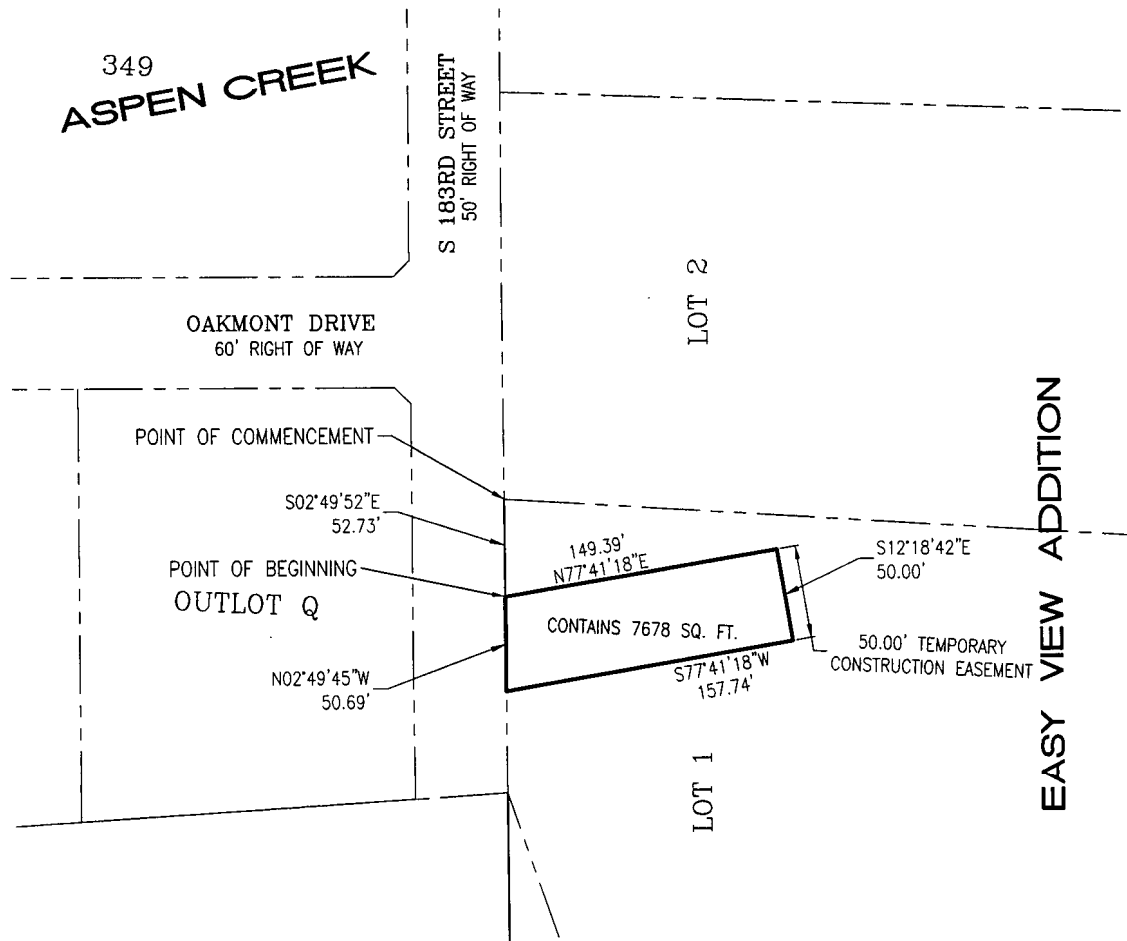 349
ASPEN CREEK
S 183RD STREET
50' RIGHT OF WAY
OAKMONT DRIVE
60' RIGHT OF WAY
LOT 2
POINT OF COMMENCEMENT
S02°49'52"E
52.73'
POINT OF BEGINNING
OUTLOT Q
N02°49'45"W
50.69'
149.39'
N77°41'18"E
CONTAINS 7678 SQ. FT.
S77°41'18"W
157.74'
S12°18'42"E
50.00'
50.00' TEMPORARY
CONSTRUCTION EASEMENT
LOT 1
EASY VIEW ADDITION